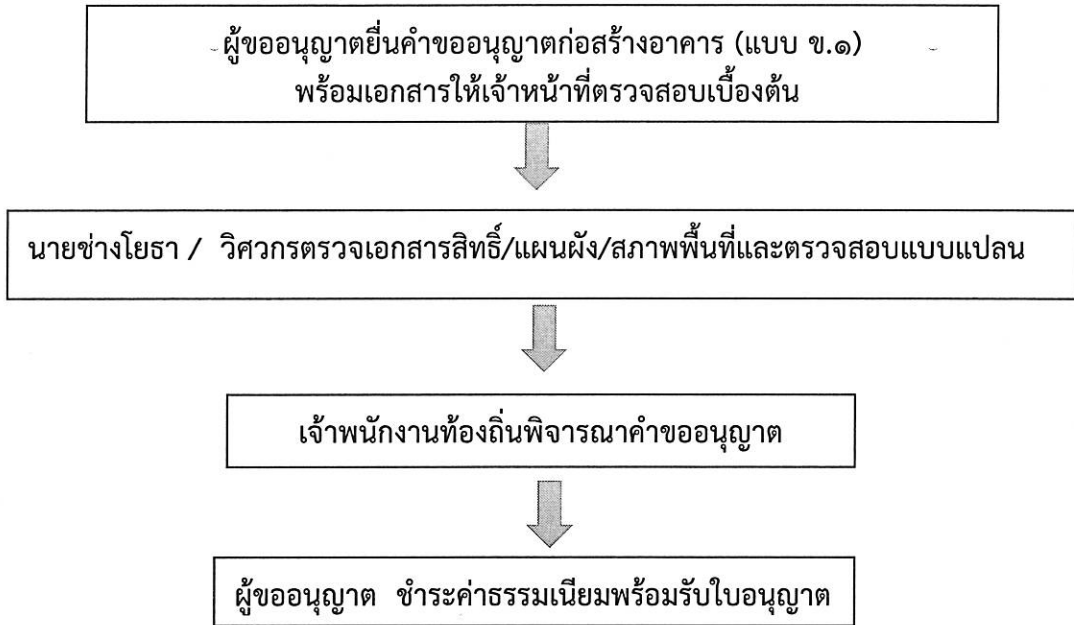 ผู้ขออนุญาตยื่นคำขออนุญาตก่อสร้างอาคาร (แบบ ข.๑)
พร้อมเอกสารให้เจ้าหน้าที่ตรวจสอบเบื้องต้น
นายช่างโยธา / วิศวกรตรวจเอกสารสิทธิ์/แผนผัง/สภาพพื้นที่และตรวจสอบแบบแปลน
เจ้าพนักงานท้องถิ่นพิจารณาคำขออนุญาต
ผู้ขออนุญาต ชำระค่าธรรมเนียมพร้อมรับใบอนุญาต